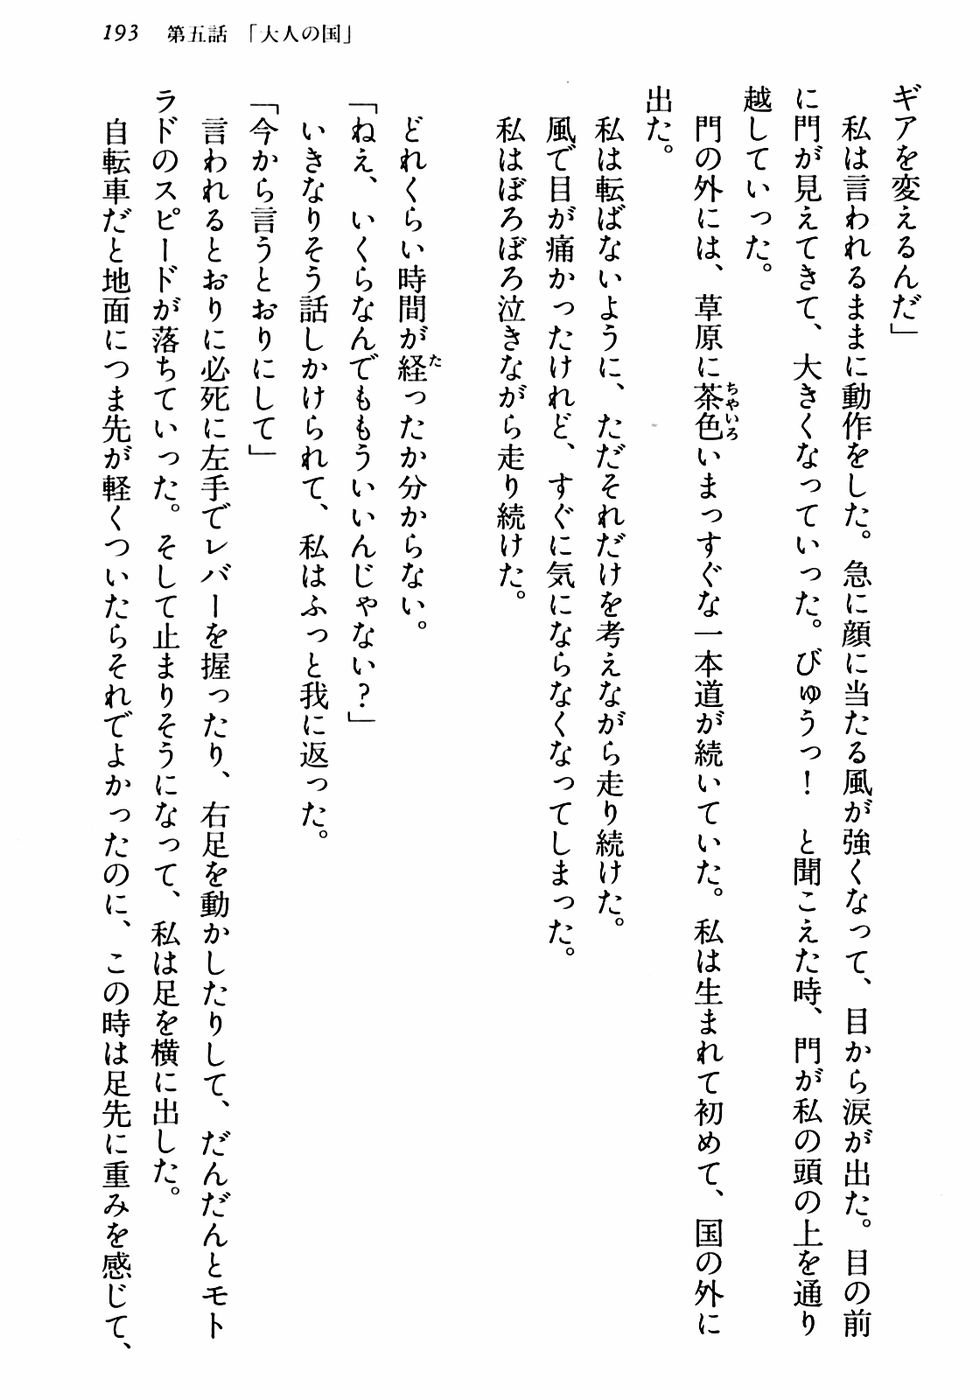 193 第五話 「大人の国」
ギアを変えるんだ」
私は言われるままに動作をした。急に顔に当たる風が強くなって、目から涙が出た。目の前
に門が見えてきて、大きくなっていった。びゅうっ！　と聞こえた時、門が私の頭の上を通り
越していった。
門の外には、草原に茶色いまっすぐな一本道が続いていた。私は生まれて初めて、国の外に
出た。
私は転ばないように、ただそれだけを考えながら走り続けた。
風で目が痛かったけれど、すぐに気にならなくなってしまった。
私はぼろぼろ泣きながら走り続けた。
どれくらい時間が経ったか分からない。
「ねえ、いくらなんでももういいんじゃない？」
いきなりそう話しかけられて、私はふっと我に返った。
「今から言うとおりにして」
言われるとおりに必死に左手でレバーを握ったり、右足を動かしたりして、だんだんとモト
ラドのスピードが落ちていった。そして止まりそうになって、私は足を横に出した。
自転車だと地面につま先が軽くついたらそれでよかったのに、この時は足先に重みを感じて、